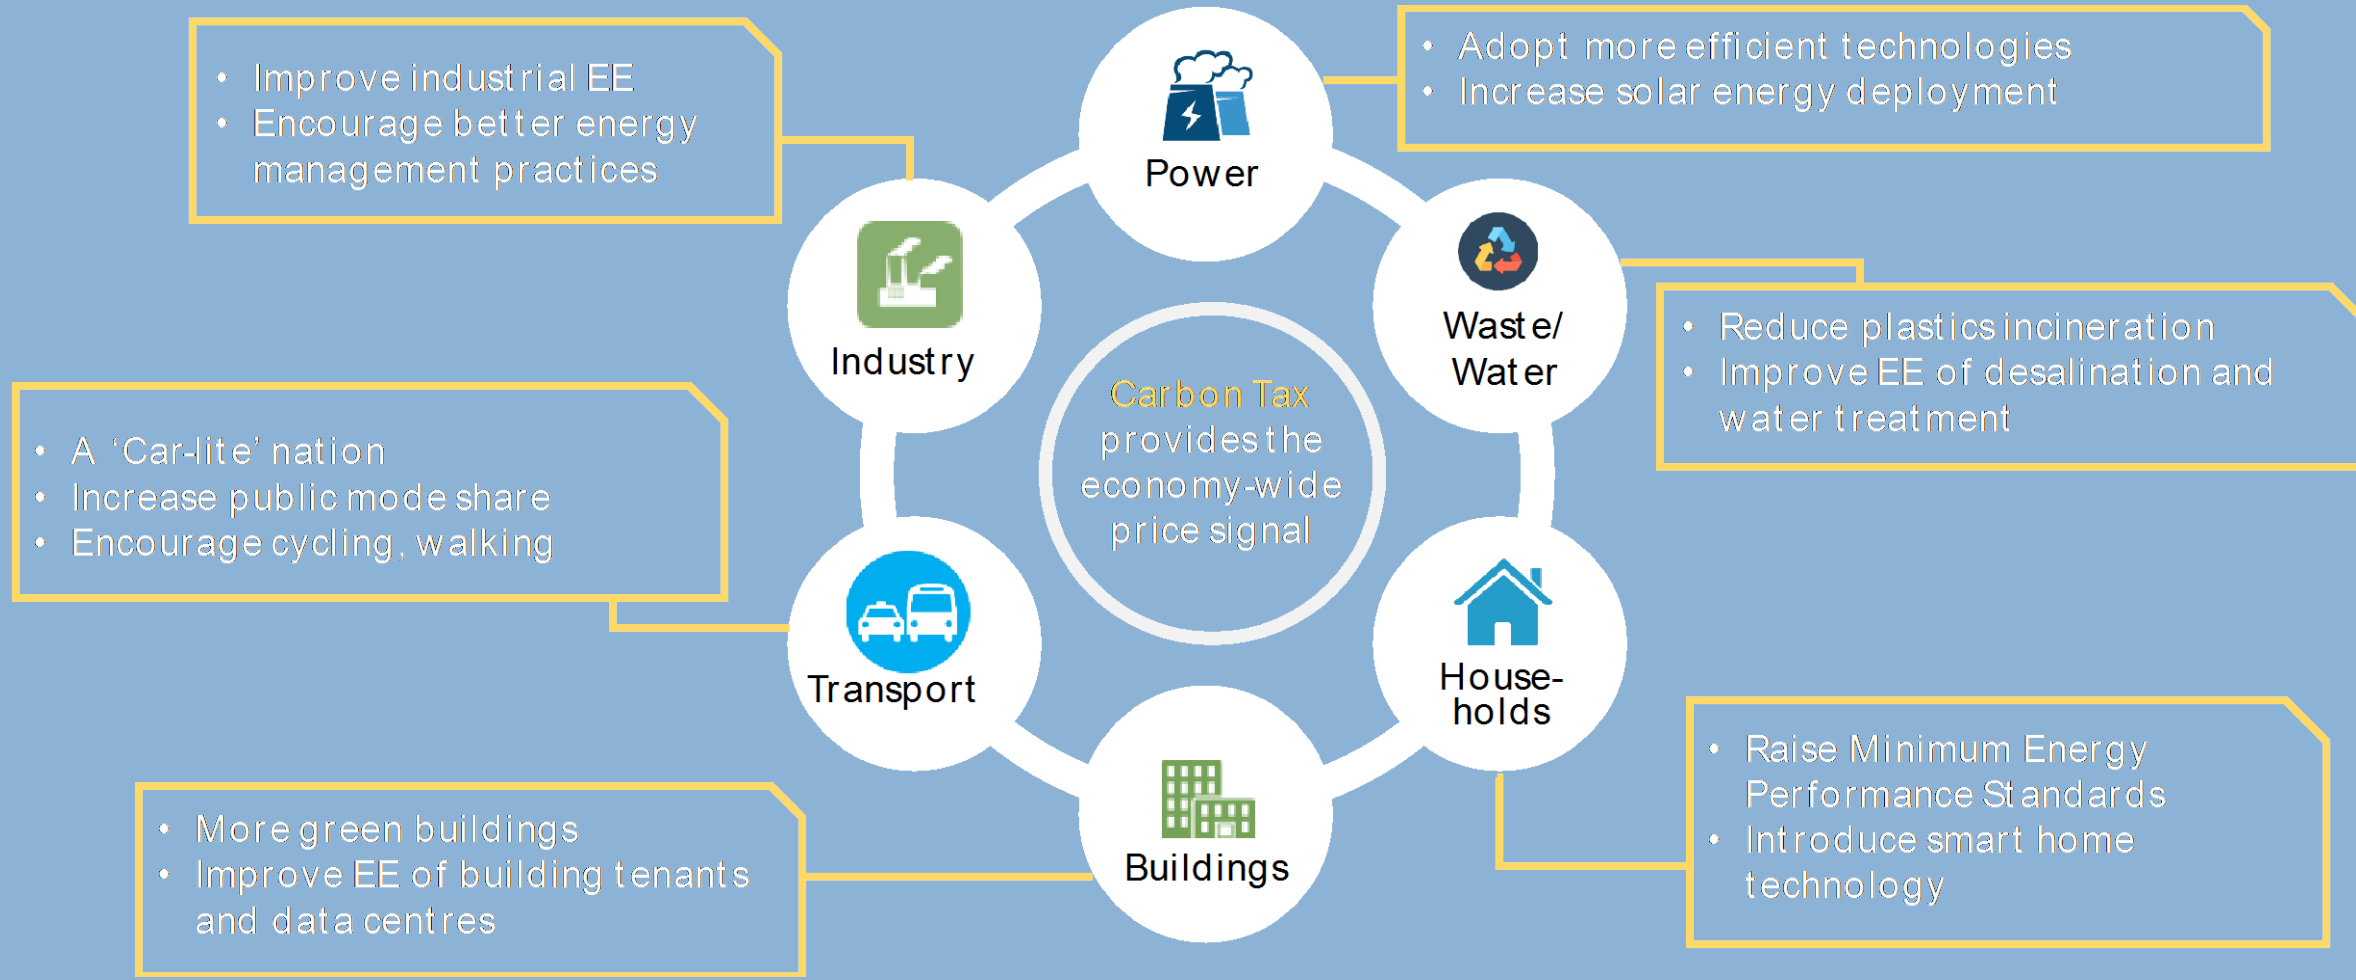 • Improve industrial EE
• Encourage better energy
management practices
Power
• Adopt more efficient technologies
• Increase solar energy deployment
Industry
Waste/
Water
• Reduce plastics incineration
• Improve EE of desalination and
water treatment
Carbon Tax
provides the
economy-wide
price signal
• A ‘Car-lite’ nation
• Increase public mode share
• Encourage cycling, walking
Transport
House-
holds
• Raise Minimum Energy
Performance Standards
• Introduce smart home
technology
Buildings
• More green buildings
• Improve EE of building tenants
and data centres